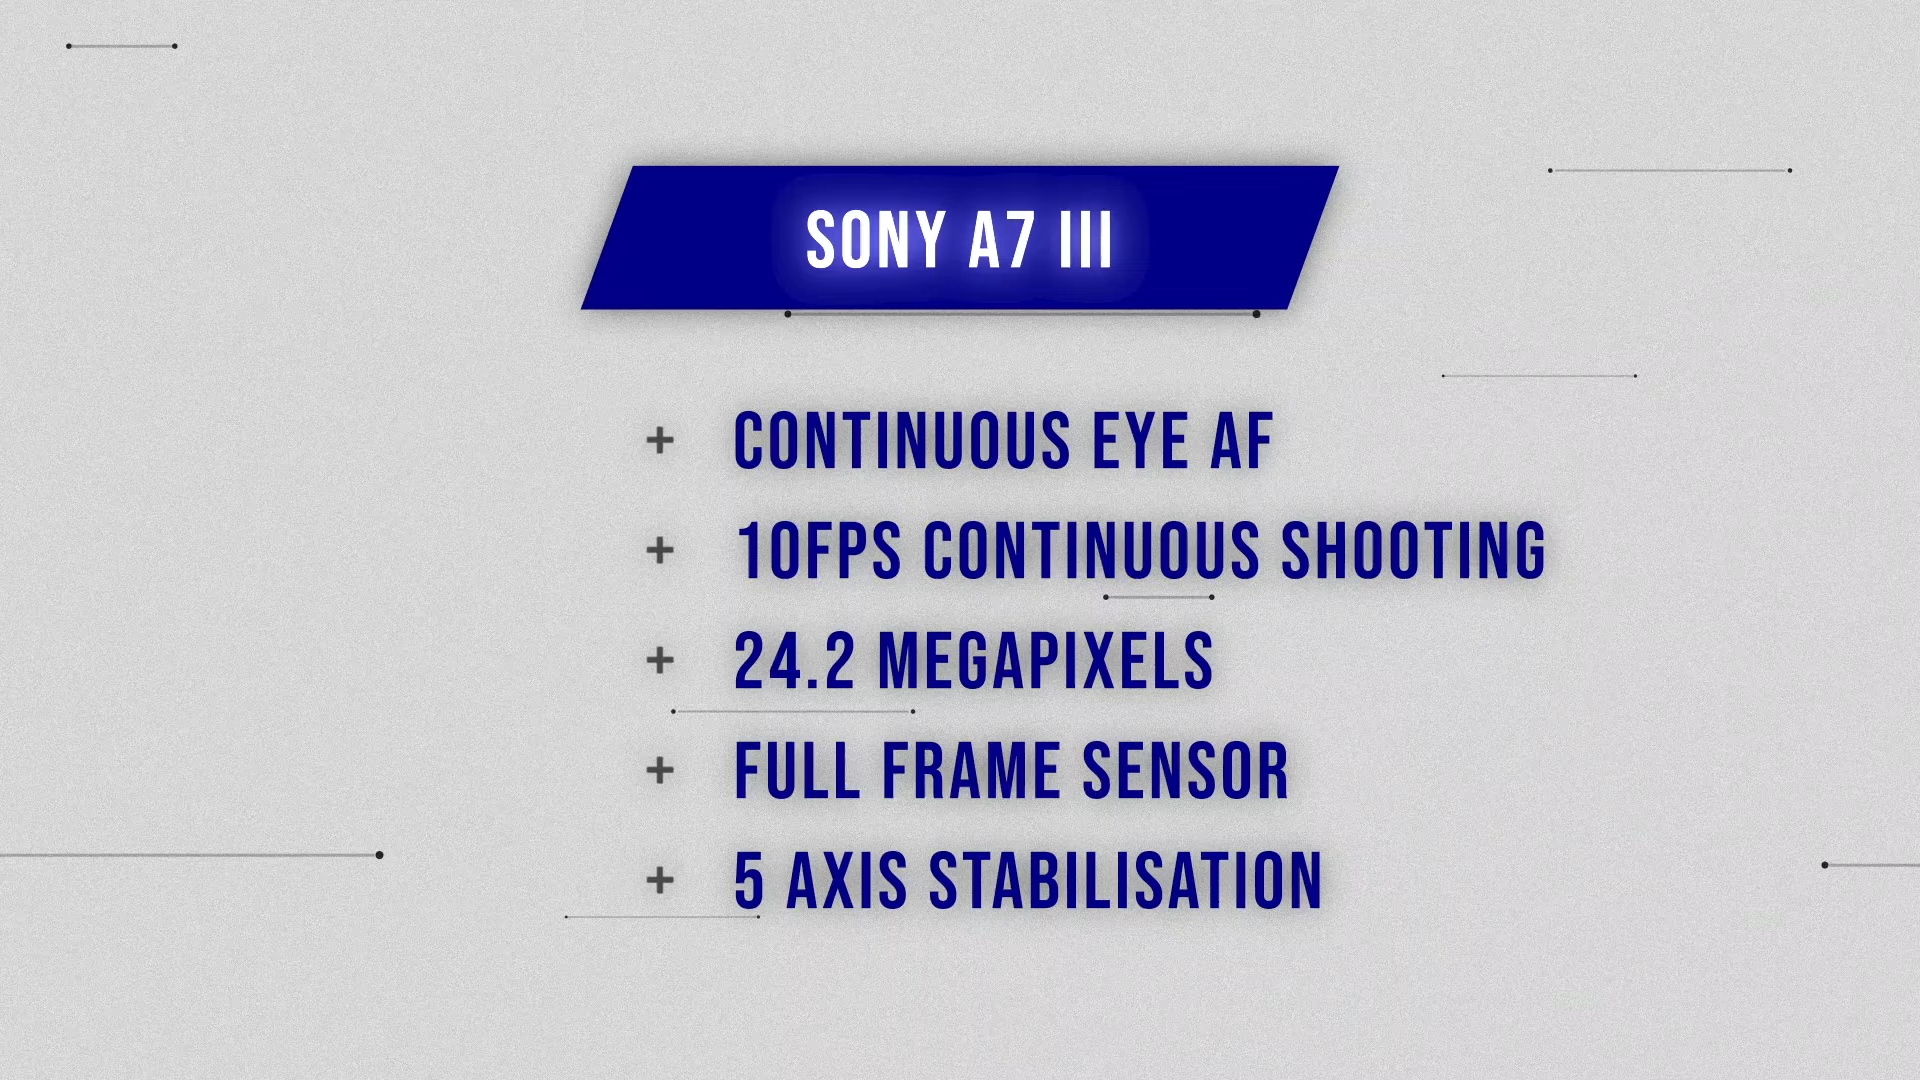 SONY A7 III
+ CONTINUOUS EYE AF
+ 10FPS CONTINUOUS SHOOTING
+ 24.2 MEGAPIXELS
+ FULL FRAME SENSOR
+ 5 AXIS STABILISATION